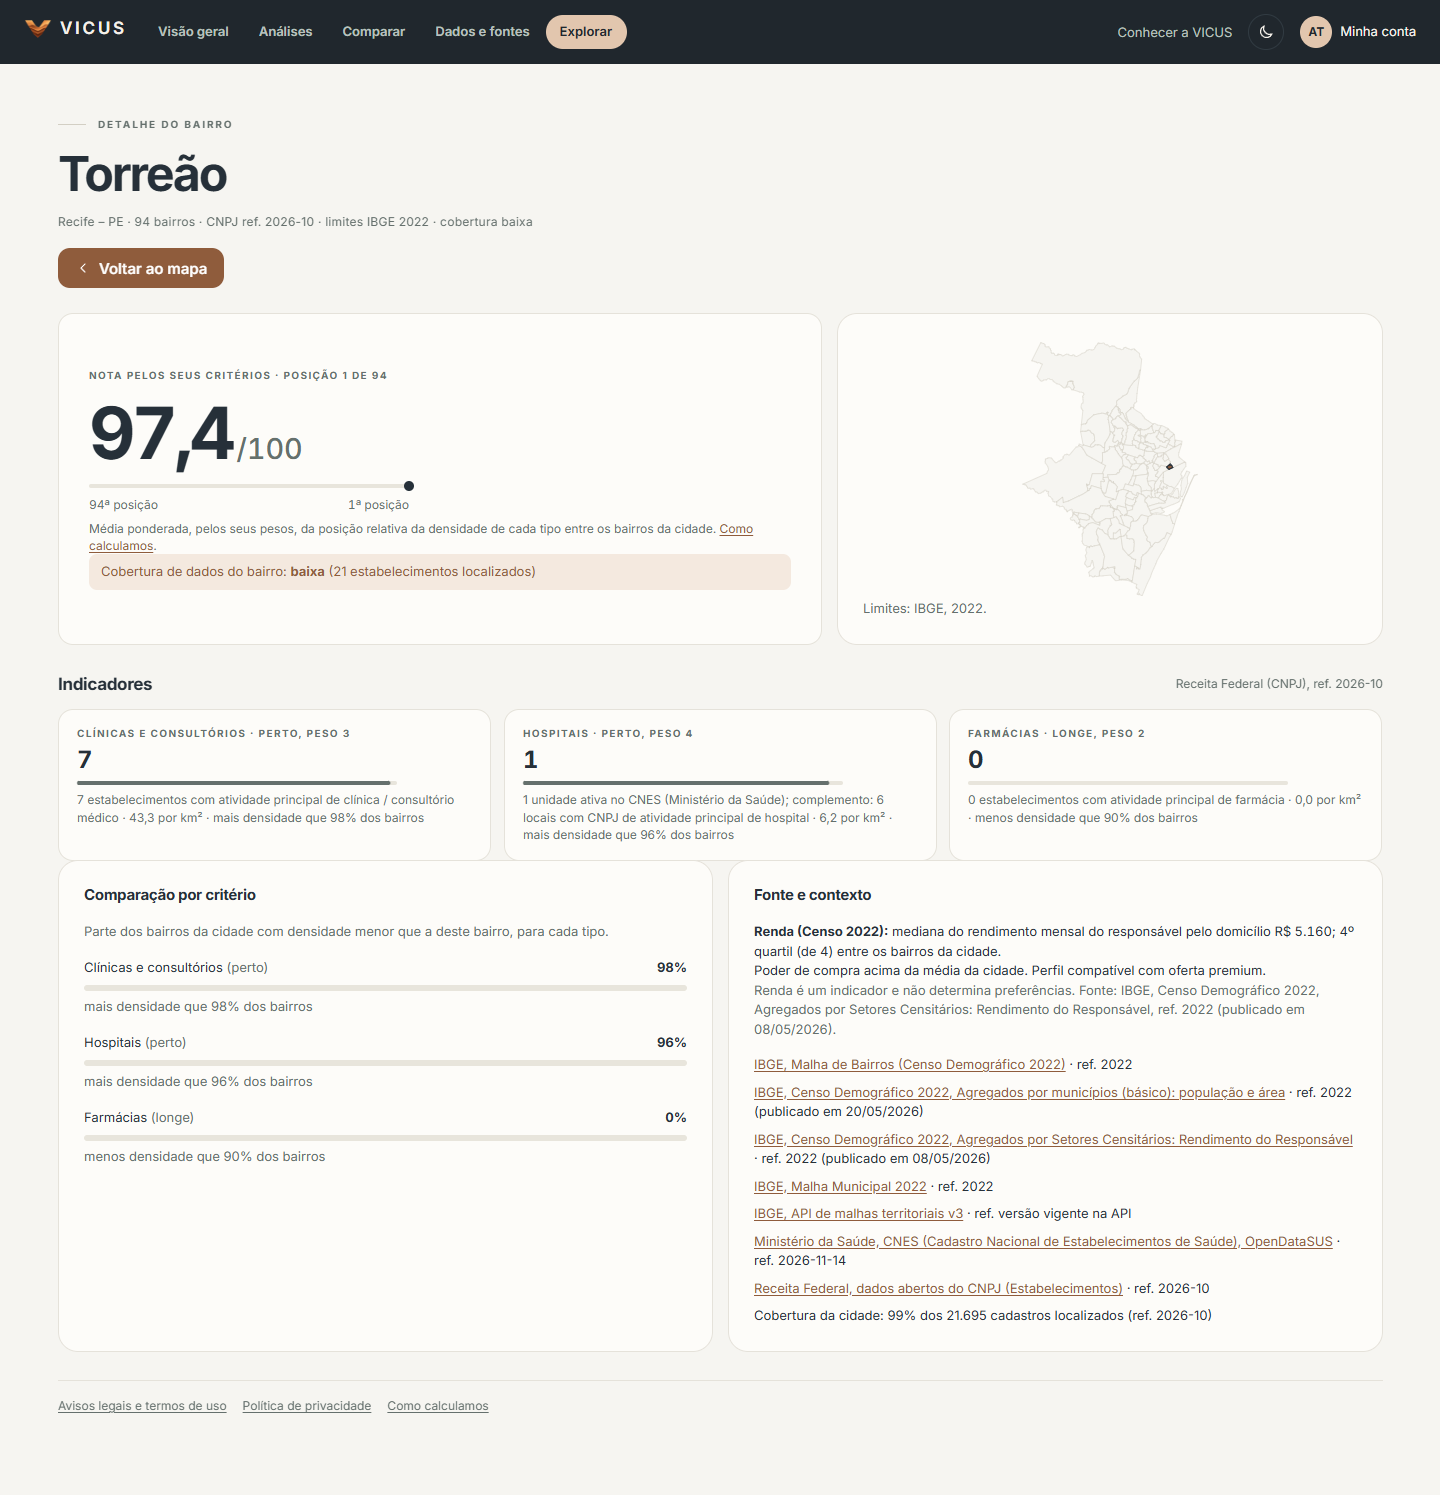 VICUS
Visão geral
Análises
Comparar
Dados e fontes
Explorar
Conhecer a VICUS
AT
Minha conta
DETALHE DO BAIRRO
Torreão
Recife – PE · 94 bairros · CNPJ ref. 2026-10 · limites IBGE 2022 · cobertura baixa
Voltar ao mapa
NOTA PELOS SEUS CRITÉRIOS · POSIÇÃO 1 DE 94
97,4/100
94ª posição
1ª posição
Média ponderada, pelos seus pesos, da posição relativa da densidade de cada tipo entre os bairros da cidade. Como
calculamos.
Cobertura de dados do bairro: baixa (21 estabelecimentos localizados)
Limites: IBGE, 2022.
Indicadores
Receita Federal (CNPJ), ref. 2026-10
CLÍNICAS E CONSULTÓRIOS · PERTO, PESO 3
7
7 estabelecimentos com atividade principal de clínica / consultório
médico · 43,3 por km² · mais densidade que 98% dos bairros
HOSPITAIS · PERTO, PESO 4
1
1 unidade ativa no CNES (Ministério da Saúde); complemento: 6
locais com CNPJ de atividade principal de hospital · 6,2 por km² ·
mais densidade que 96% dos bairros
FARMÁCIAS · LONGE, PESO 2
0
0 estabelecimentos com atividade principal de farmácia · 0,0 por km²
· menos densidade que 90% dos bairros
Comparação por critério
Parte dos bairros da cidade com densidade menor que a deste bairro, para cada tipo.
Clínicas e consultórios (perto)
98%
mais densidade que 98% dos bairros
Hospitais (perto)
96%
mais densidade que 96% dos bairros
Farmácias (longe)
0%
menos densidade que 90% dos bairros
Fonte e contexto
Renda (Censo 2022): mediana do rendimento mensal do responsável pelo domicílio R$ 5.160; 4º
quartil (de 4) entre os bairros da cidade.
Poder de compra acima da média da cidade. Perfil compatível com oferta premium.
Renda é um indicador e não determina preferências. Fonte: IBGE, Censo Demográfico 2022,
Agregados por Setores Censitários: Rendimento do Responsável, ref. 2022 (publicado em
08/05/2026).
IBGE, Malha de Bairros (Censo Demográfico 2022) · ref. 2022
IBGE, Censo Demográfico 2022, Agregados por municípios (básico): população e área · ref. 2022
(publicado em 20/05/2026)
IBGE, Censo Demográfico 2022, Agregados por Setores Censitários: Rendimento do Responsável
· ref. 2022 (publicado em 08/05/2026)
IBGE, Malha Municipal 2022 · ref. 2022
IBGE, API de malhas territoriais v3 · ref. versão vigente na API
Ministério da Saúde, CNES (Cadastro Nacional de Estabelecimentos de Saúde), OpenDataSUS ·
ref. 2026-11-14
Receita Federal, dados abertos do CNPJ (Estabelecimentos) · ref. 2026-10
Cobertura da cidade: 99% dos 21.695 cadastros localizados (ref. 2026-10)
Avisos legais e termos de uso
Política de privacidade
Como calculamos